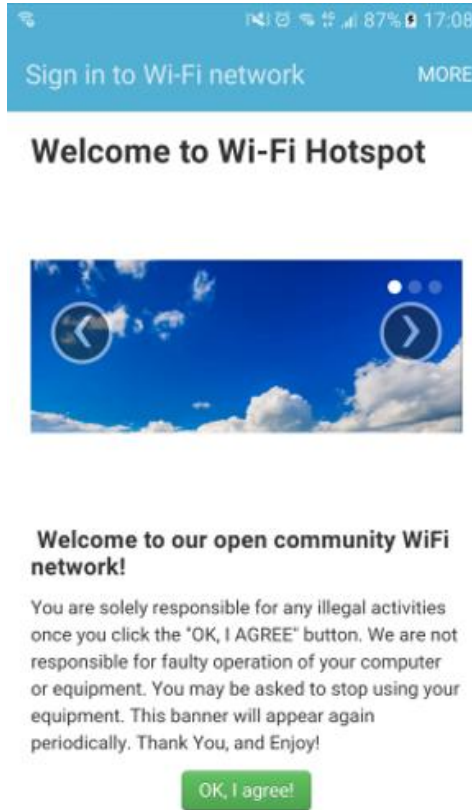 87% 17:08
Sign in to Wi-Fi network MORE
Welcome to Wi-Fi Hotspot
Welcome to our open community WiFi
network!
You are solely responsible for any illegal activities
once you click the "OK, I AGREE" button. We are not
responsible for faulty operation of your computer
or equipment. You may be asked to stop using your
equipment. This banner will appear again
periodically. Thank You, and Enjoy!
OK, I agree!